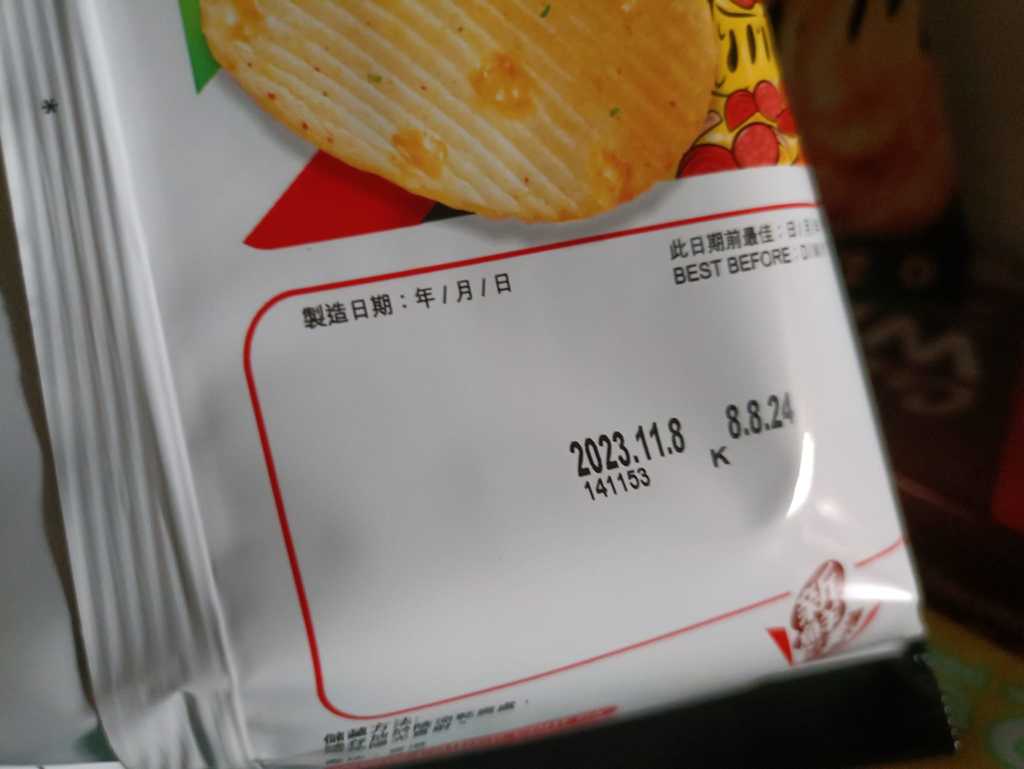 *
製造日期：年 / 月 / 日
此日期前最佳：日 / 月
BEST BEFORE : D / M
2023.11.8
141153
K
8.8.24